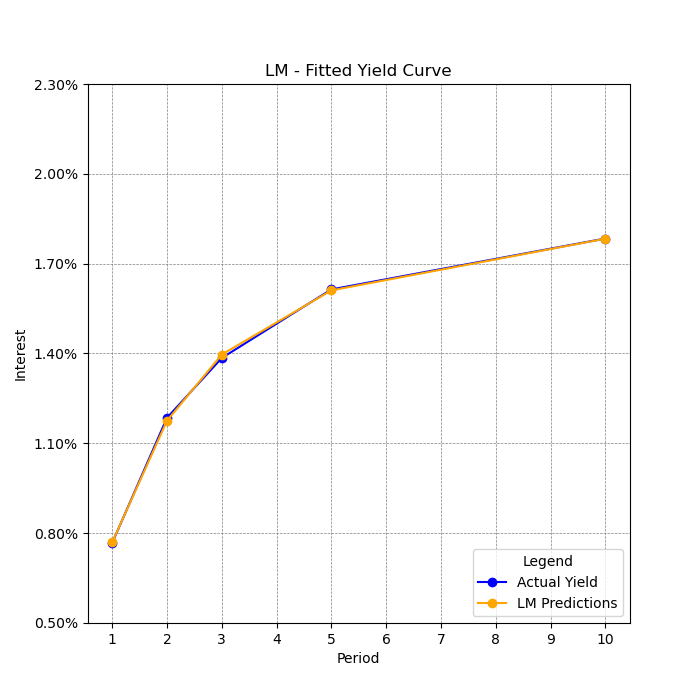 LM - Fitted Yield Curve
2.30%
2.00%
1.70%
1.40%
1.10%
0.80%
0.50%
Interest
Legend
Actual Yield
LM Predictions
1 2 3 4 5 6 7 8 9 10
Period